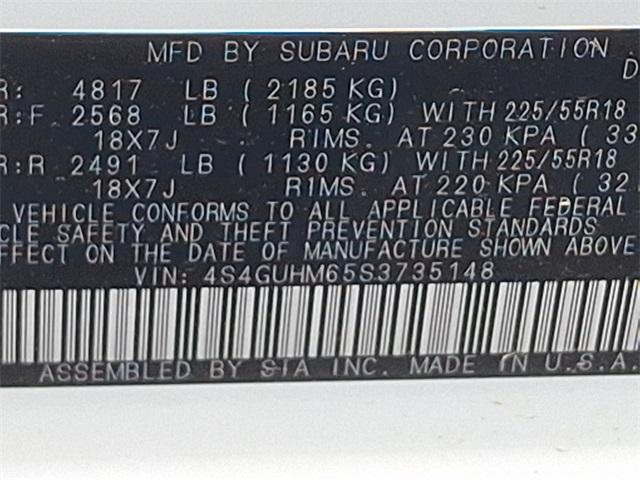 MFD BY SUBARU CORPORATION
D
R: 4817 LB ( 2185 KG)
R:F 2568 LB ( 1165 KG) WITH 225/55R18
18X7J RIMS. AT 230 KPA ( 33
R:R 2491 LB ( 1130 KG) WITH 225/55R18
18X7J RIMS. AT 220 KPA ( 32
VEHICLE CONFORMS TO ALL APPLICABLE FEDERAL
CLE SAFETY AND THEFT PREVENTION STANDARDS
FFECT ON THE DATE OF MANUFACTURE SHOWN ABOVE
VIN: 4S4GUHM65S3735148
ASSEMBLED BY SIA INC. MADE IN U.S.A.